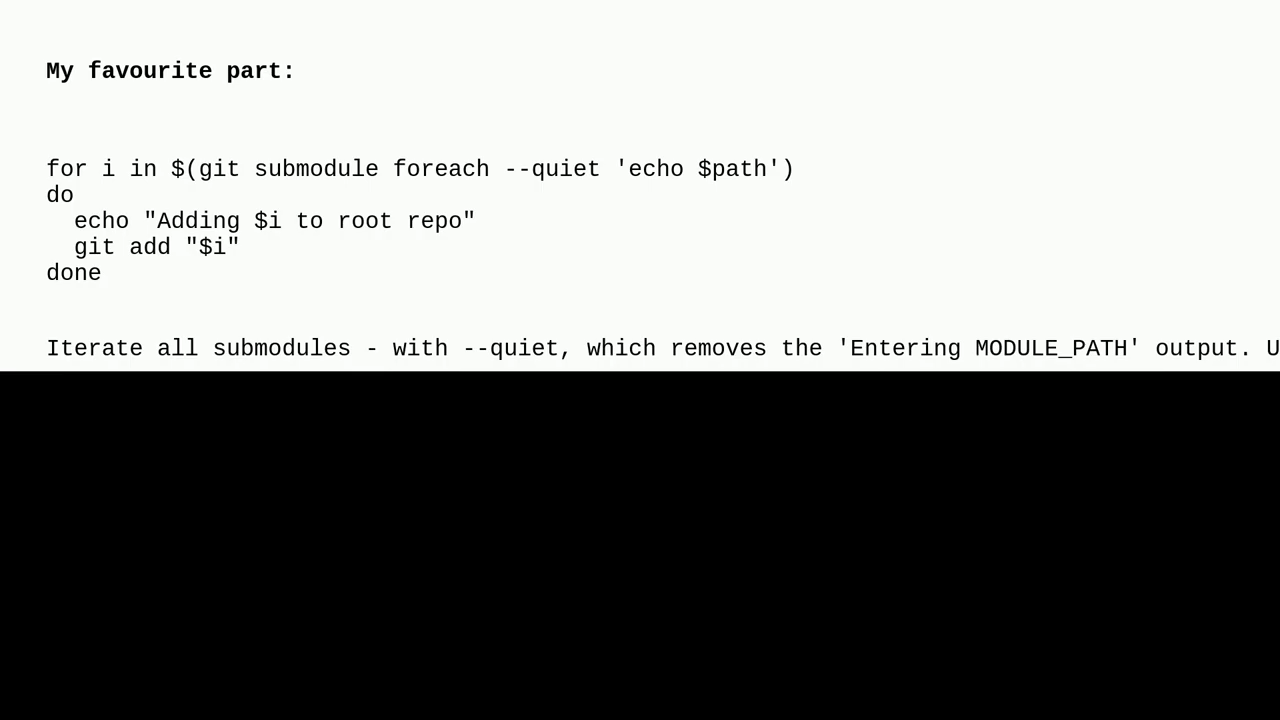 My favourite part:
for i in $(git submodule foreach --quiet 'echo $path')
do
  echo "Adding $i to root repo"
  git add "$i"
done
Iterate all submodules - with --quiet, which removes the 'Entering MODULE_PATH' output. U